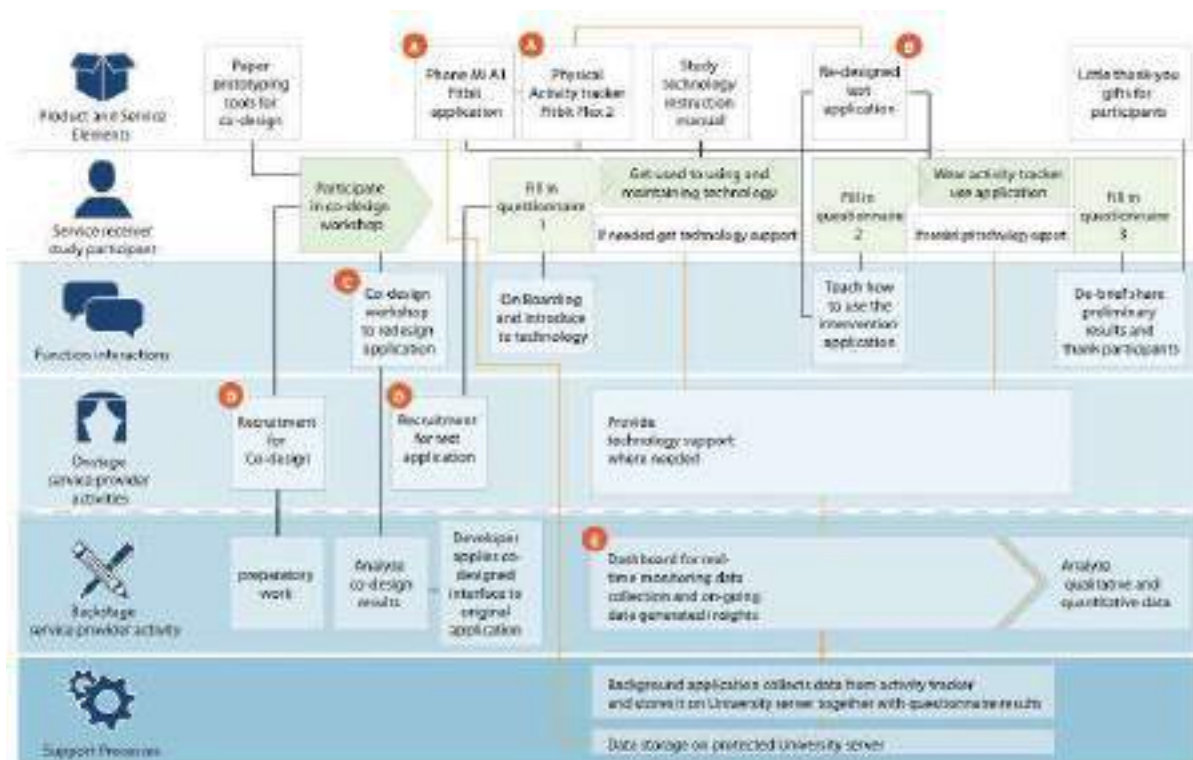 Product and Service
Elements
Paper
prototyping
tools for
co-design
A
Phone Mi A1
Fitbit
application
A
Physical
Activity tracker
Fitbit Flex 2
Study
technology
instruction
manual
B
Re-designed
test
application
Little thank you
gifts for
participants
Service receiver
study participant
Participate
in co-design
workshop
Fill in
questionnaire
1
Get used to using and
maintaining technology
If needed get technology support
Fill in
questionnaire
2
Wear activity tracker
use application
If needed get technology support
Fill in
questionnaire
3
Function interactions
C
Co-design
workshop
to redesign
application
On Boarding
and introduce
to technology
Teach how
to use the
intervention
application
De-brief share
preliminary
results and
thank participants
Onstage
service provider
activities
D
Recruitment
for
Co-design
D
Recruitment
for test
application
Provide
technology support
where needed
Backstage
service provider activity
preparatory
work
Analyse
co-design
results
Developer
applies co-
designed
interface to
original
application
Dashboard for real-
time monitoring data
collection and on-going
data generated insights
Analyse
qualitative and
quantitative data
Support Processes
Background application collects data from activity tracker
and stores it on University server together with questionnaire results
Data storage on protected University server